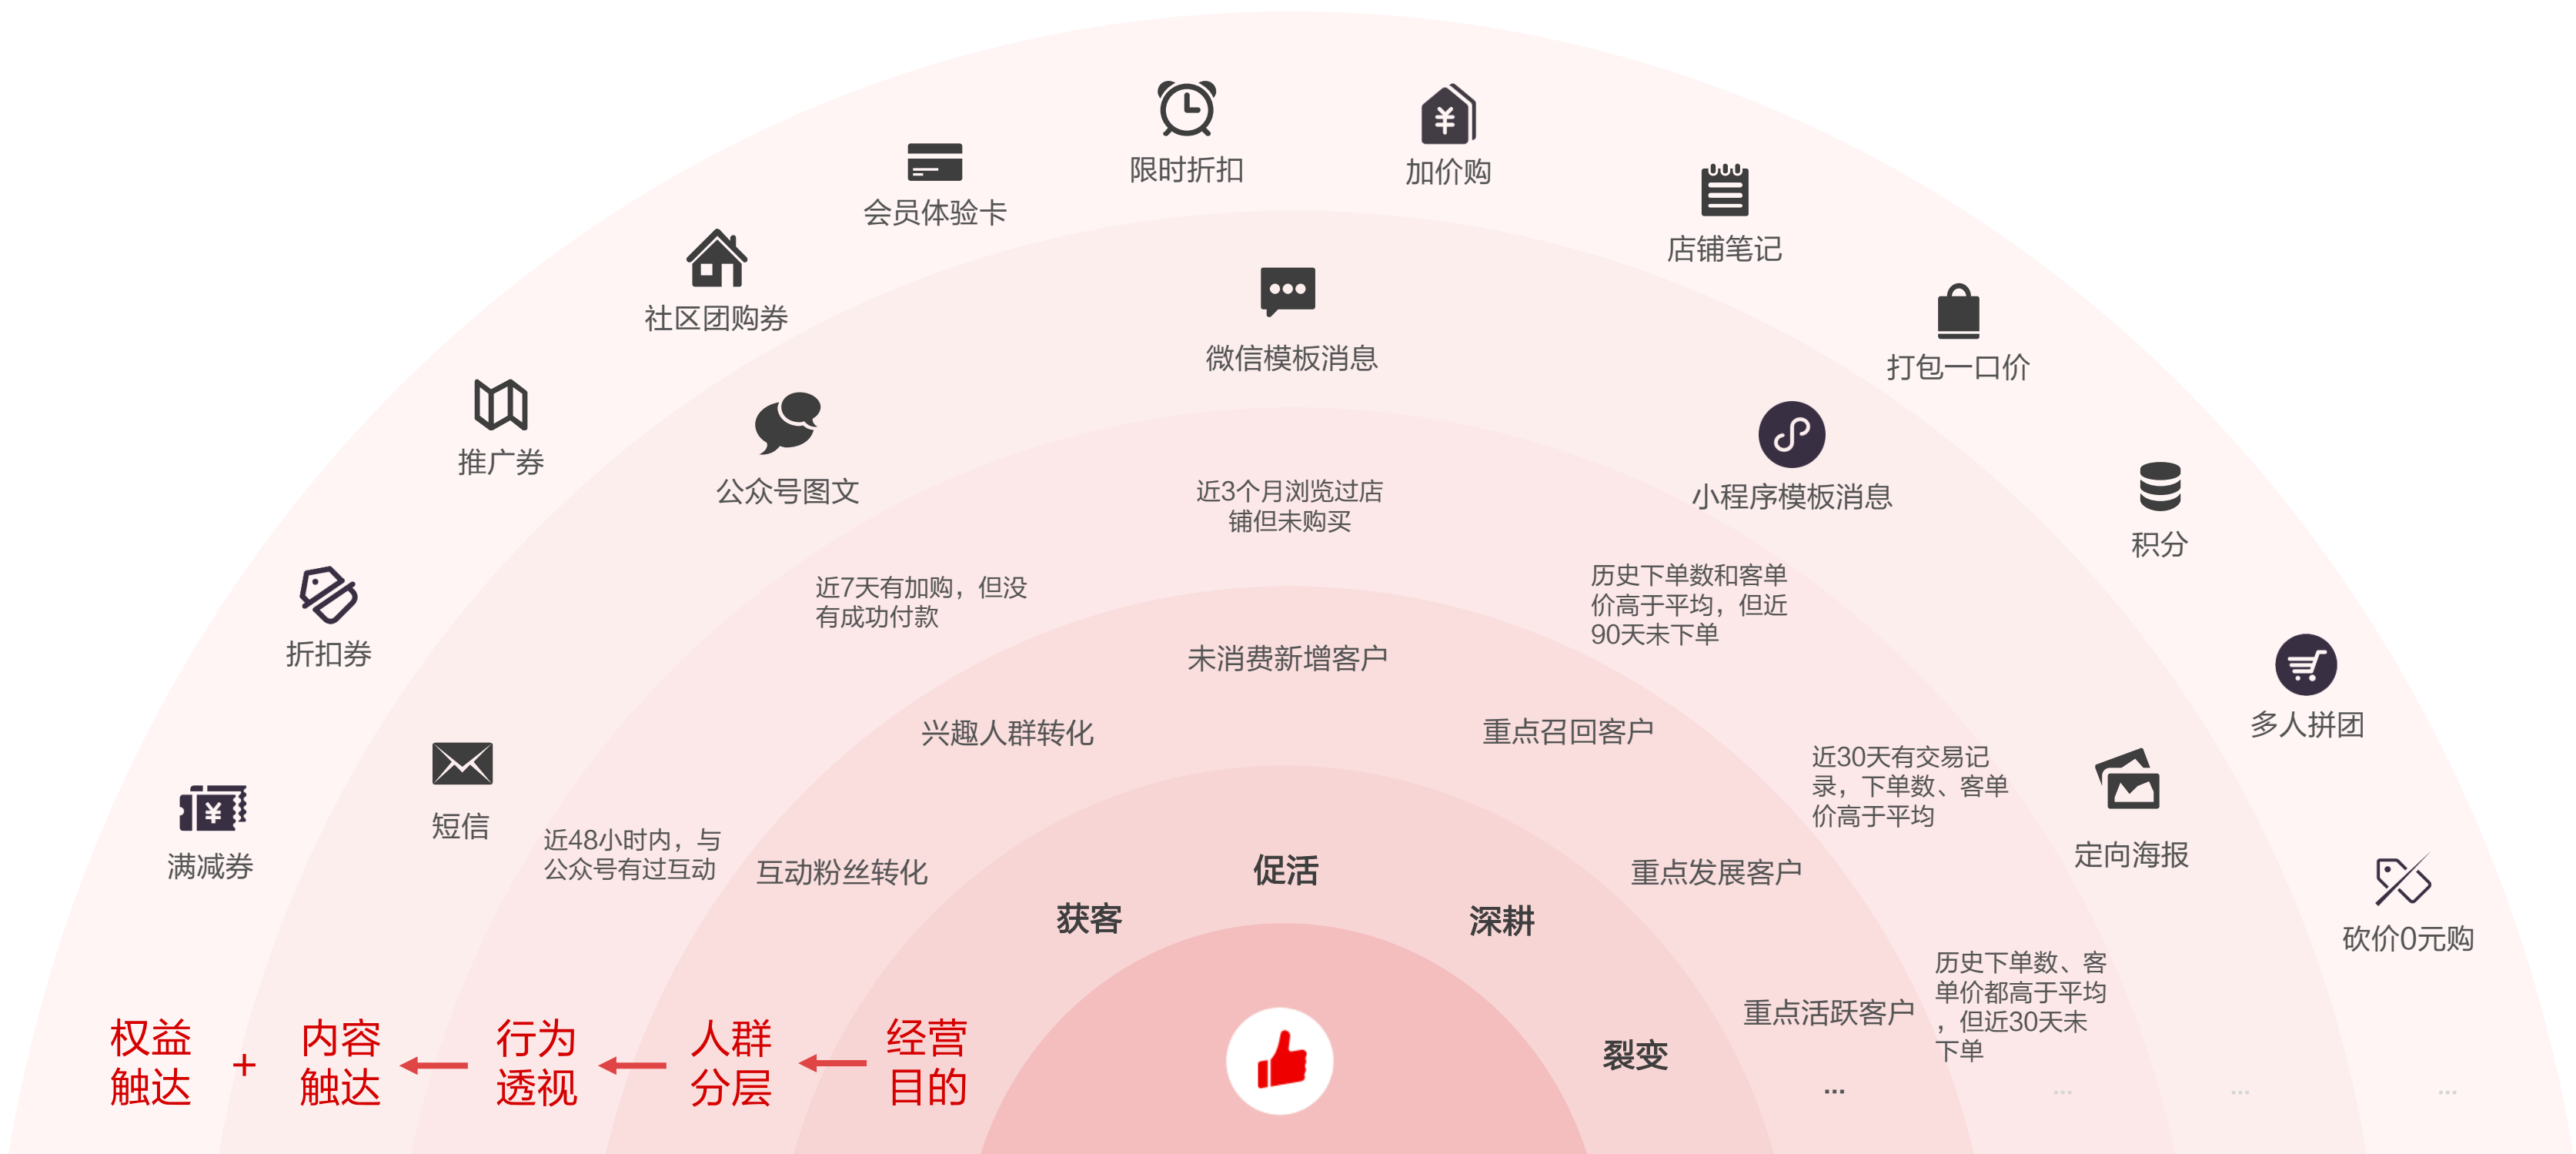 限时折扣
加价购
会员体验卡
店铺笔记
社区团购券
微信模板消息
打包一口价
推广券
公众号图文
近3个月浏览过店
铺但未购买
小程序模板消息
积分
近7天有加购，但没
有成功付款
历史下单数和客单
价高于平均，但近
90天未下单
折扣券
未消费新增客户
多人拼团
兴趣人群转化
重点召回客户
近30天有交易记
录，下单数、客单
价高于平均
短信
定向海报
满减券
近48小时内，与
公众号有过互动
互动粉丝转化
促活
重点发展客户
获客
深耕
砍价0元购
历史下单数、客
单价都高于平均
，但近30天未
下单
重点活跃客户
裂变
权益
触达
+
内容
触达
行为
透视
人群
分层
经营
目的
...
...
...
...